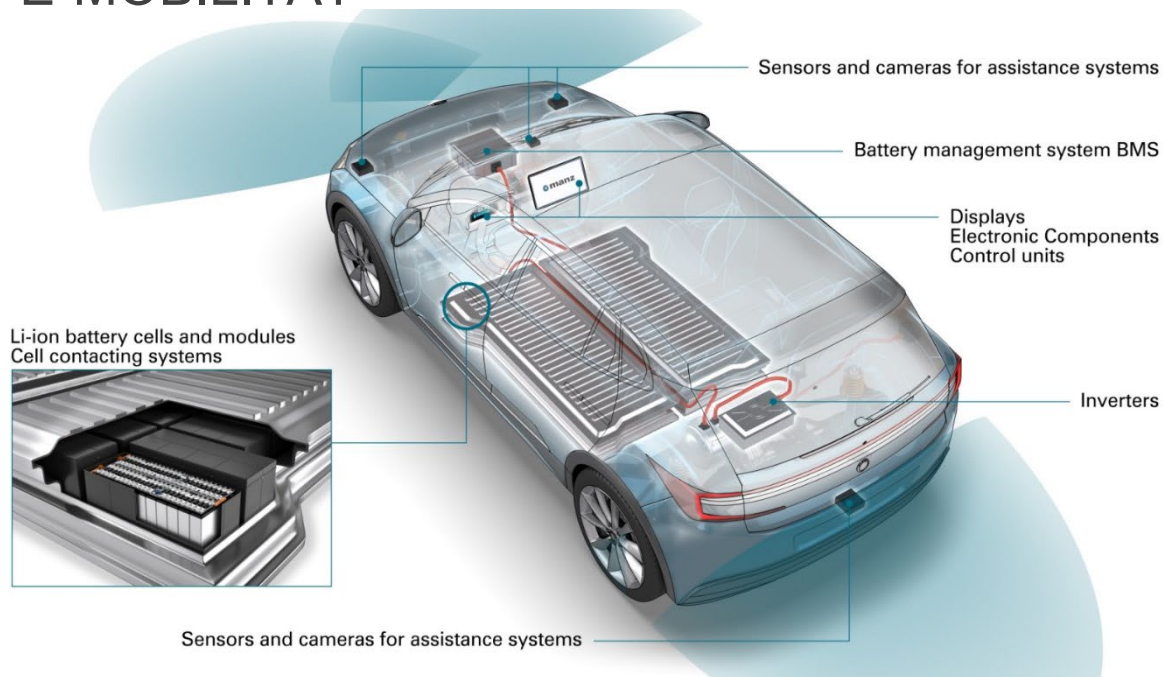 E-MOBILITÄT
Sensors and cameras for assistance systems
Battery management system BMS
manz
Displays
Electronic Components
Control units
Li-ion battery cells and modules
Cell contacting systems
Inverters
Sensors and cameras for assistance systems